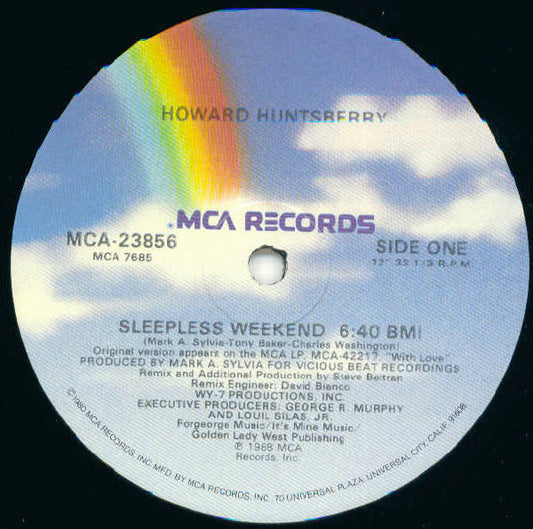 HOWARD HUNTSBERRY
MCA RECORDS
MCA-23856
MCA 7685
SIDE ONE
12" 33 1/3 R.P.M.
SLEEPLESS WEEKEND 6:40 BMI
(Mark A. Sylvia-Tony Baker-Charles Washington)
Original version appears on the MCA LP, MCA-42217, "With Love"
PRODUCED BY MARK A. SYLVIA FOR VICIOUS BEAT RECORDINGS
Remix and Additional Production by Steve Beltran
Remix Engineer: David Bianco
WY-7 PRODUCTIONS, INC.
EXECUTIVE PRODUCERS: GEORGE R. MURPHY
AND LOUIL SILAS, JR.
Forgeorge Music/It's Mine Music/
Golden Lady West Publishing
℗ 1988 MCA
Records, Inc.
©1980 MCA RECORDS, INC. MFD. BY MCA RECORDS, INC. 70 UNIVERSAL PLAZA, UNIVERSAL CITY, CALIF. 91608